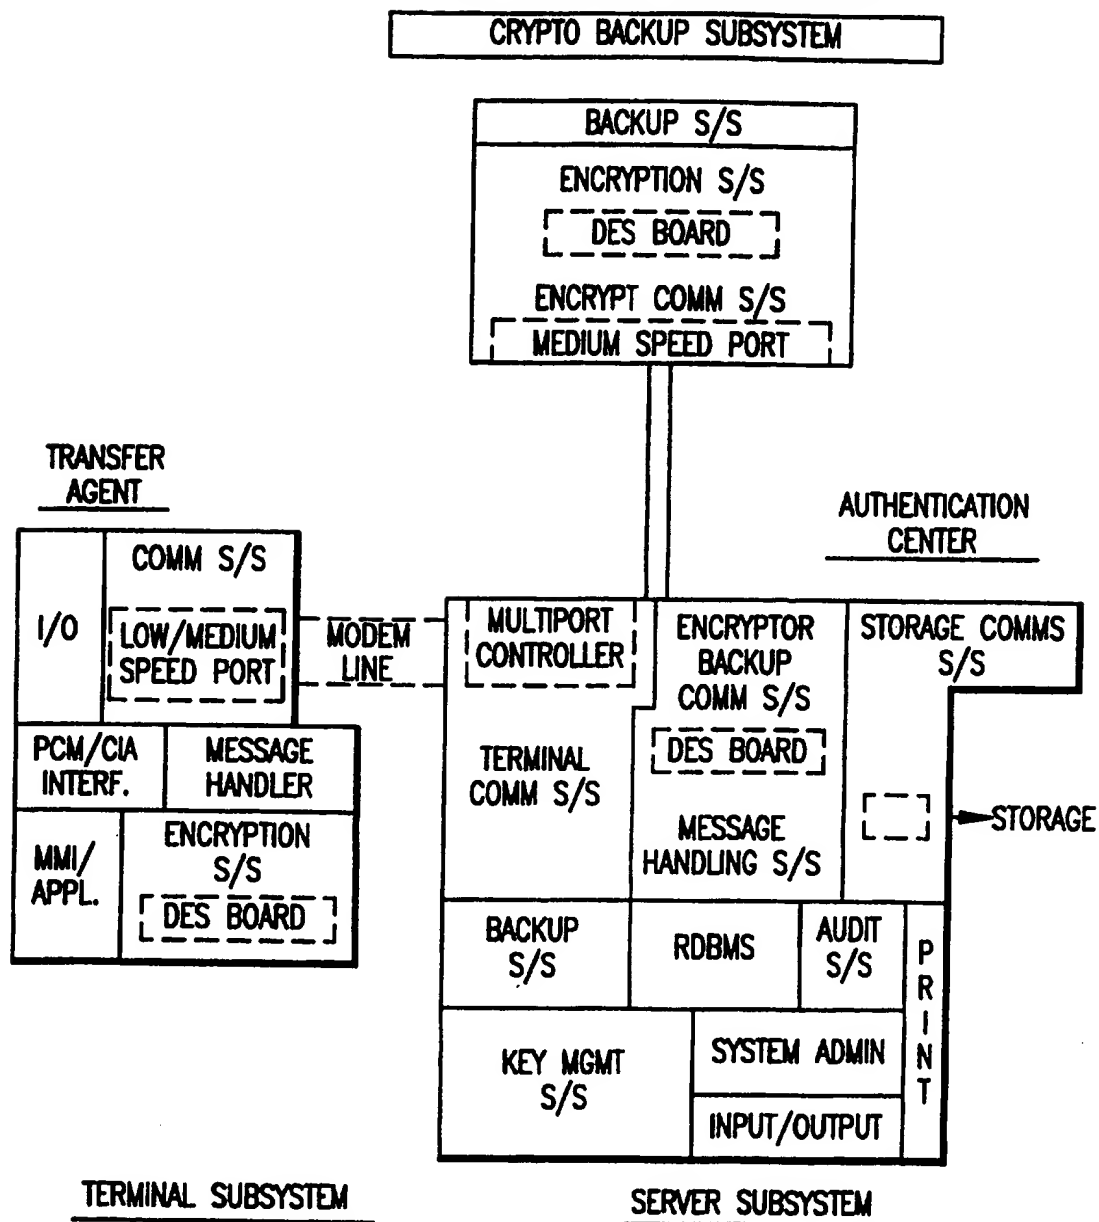 CRYPTO BACKUP SUBSYSTEM
BACKUP S/S
ENCRYPTION S/S
DES BOARD
ENCRYPT COMM S/S
MEDIUM SPEED PORT
TRANSFER
AGENT
I/O
COMM S/S
LOW/MEDIUM
SPEED PORT
PCM/CIA
INTERF.
MESSAGE
HANDLER
MMI/
APPL.
ENCRYPTION
S/S
DES BOARD
MODEM
LINE
AUTHENTICATION
CENTER
MULTIPORT
CONTROLLER
TERMINAL
COMM S/S
ENCRYPTOR
BACKUP
COMM S/S
DES BOARD
MESSAGE
HANDLING S/S
STORAGE COMMS
S/S
STORAGE
BACKUP
S/S
RDBMS
AUDIT
S/S
PRINT
KEY MGMT
S/S
SYSTEM ADMIN
INPUT/OUTPUT
TERMINAL SUBSYSTEM
SERVER SUBSYSTEM